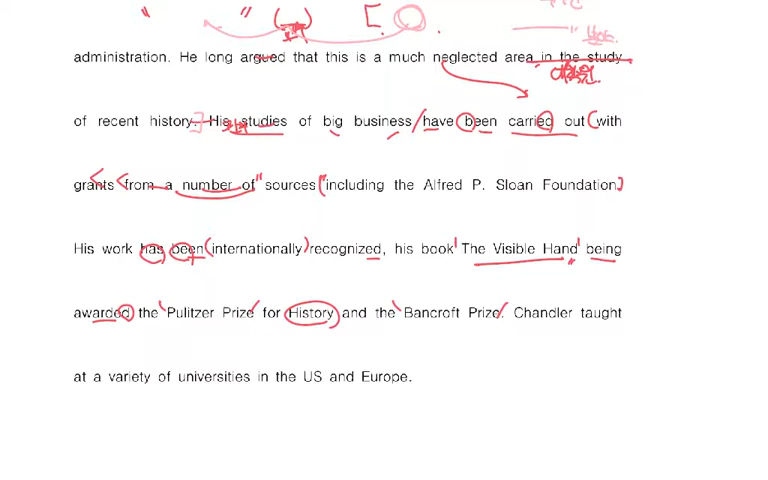 administration. He long argued that this is a much neglected area in the study
of recent history. His studies of big business have been carried out with
grants from a number of sources including the Alfred P. Sloan Foundation
His work has been internationally recognized, his book 'The Visible Hand' being
awarded the Pulitzer Prize for History and the Bancroft Prize. Chandler taught
at a variety of universities in the US and Europe.